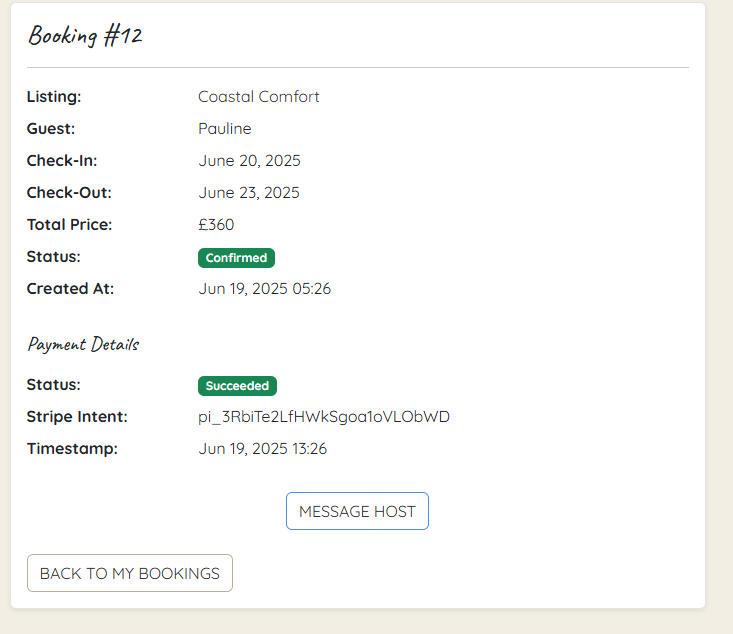 Booking #12
Listing: Coastal Comfort
Guest: Pauline
Check-In: June 20, 2025
Check-Out: June 23, 2025
Total Price: £360
Status: Confirmed
Created At: Jun 19, 2025 05:26
Payment Details
Status: Succeeded
Stripe Intent: pi_3RbiTe2LfHWkSgoa1oVLObWD
Timestamp: Jun 19, 2025 13:26
MESSAGE HOST
BACK TO MY BOOKINGS